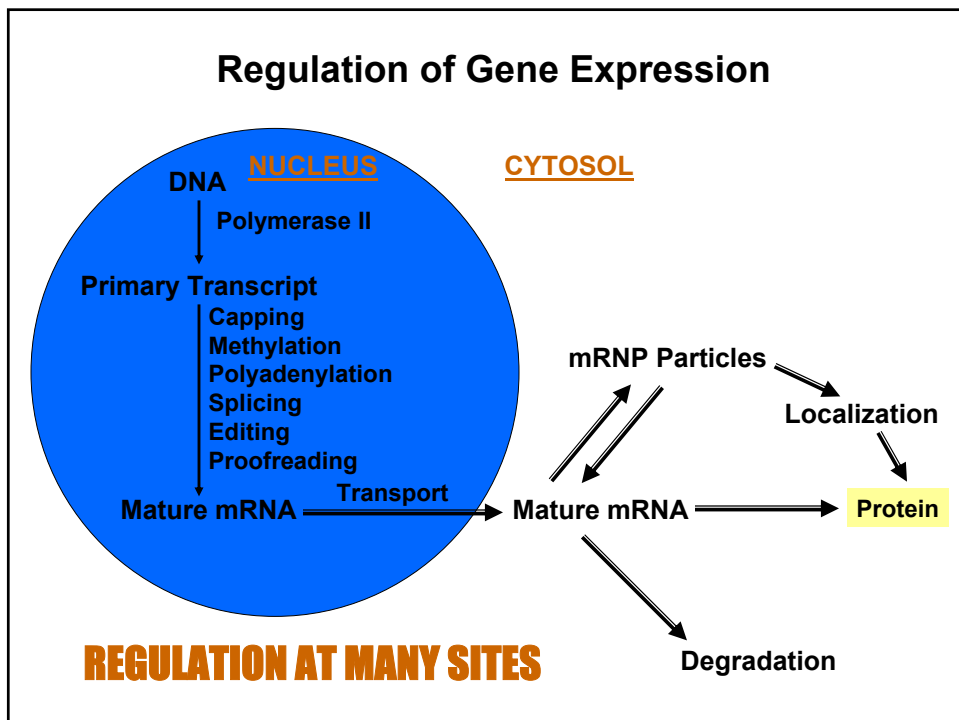 Regulation of Gene Expression
NUCLEUS
CYTOSOL
DNA
Polymerase II
Primary Transcript
Capping
Methylation
Polyadenylation
Splicing
Editing
Proofreading
mRNP Particles
Localization
Transport
Mature mRNA
Mature mRNA
Protein
REGULATION AT MANY SITES
Degradation